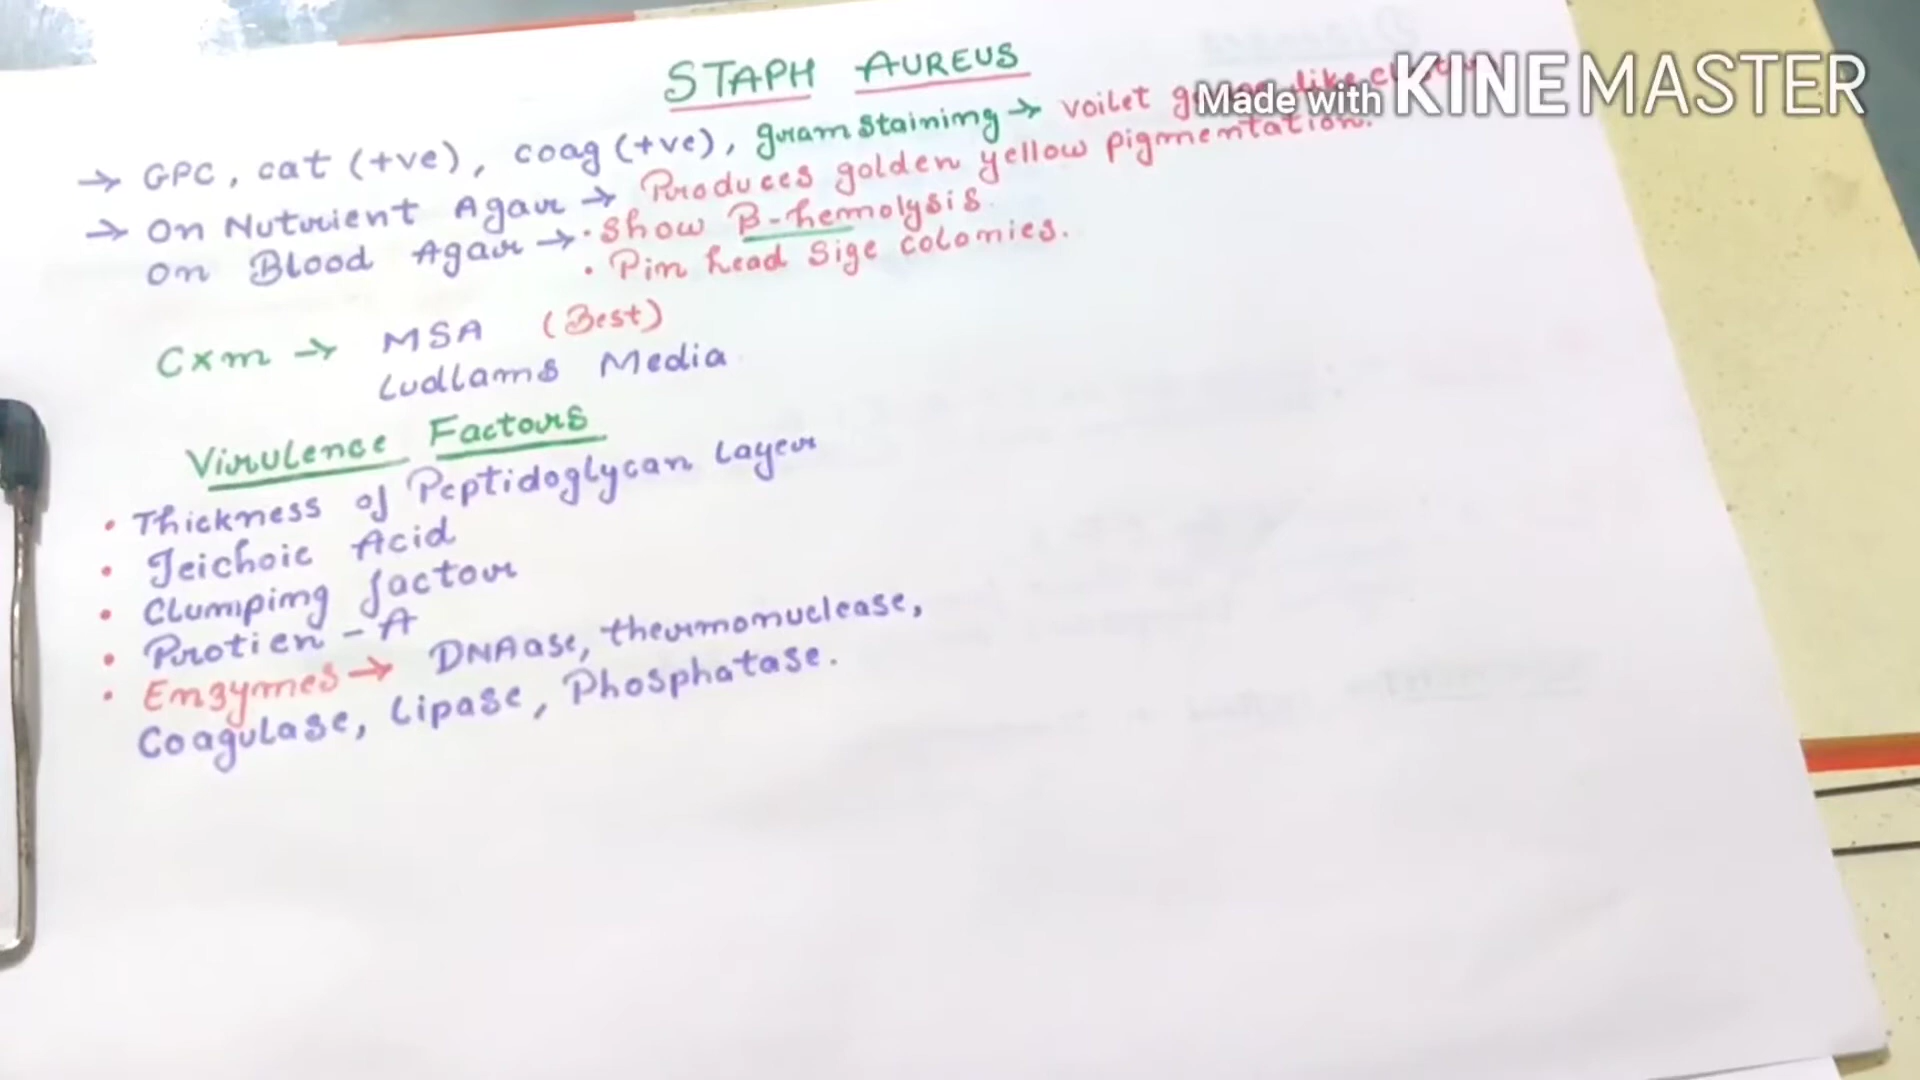 STAPH AUREUS
Made with KINEMASTER
→ GPC, cat (+ve), coag (+ve), gram staining → voilet like
→ On Nutrient Agar → Produces golden yellow pigmentation.
On Blood Agar → • Show B-hemolysis
• Pin head Size colonies.
Cxm → MSA (Best)
Ludlams Media
Virulence Factors
• Thickness of Peptidoglycan Layer
• Teichoic Acid
• Clumping factor
• Protien - A
• Enzymes → DNAase, thermonuclease,
Coagulase, Lipase, Phosphatase.